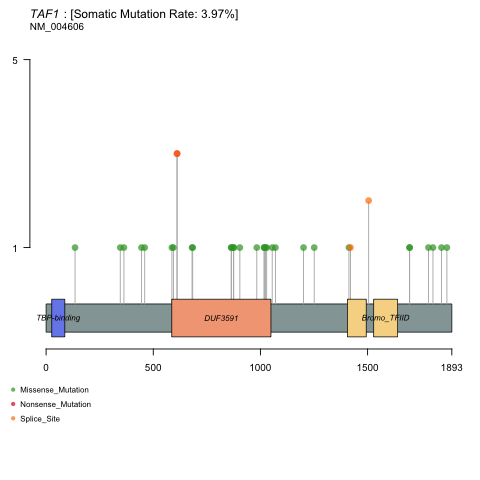 TAF1 : [Somatic Mutation Rate: 3.97%]
NM_004606
5
1
TBP-binding DUF3591 Bromo_TFIID
0 500 1000 1500 1893
Missense_Mutation
Nonsense_Mutation
Splice_Site